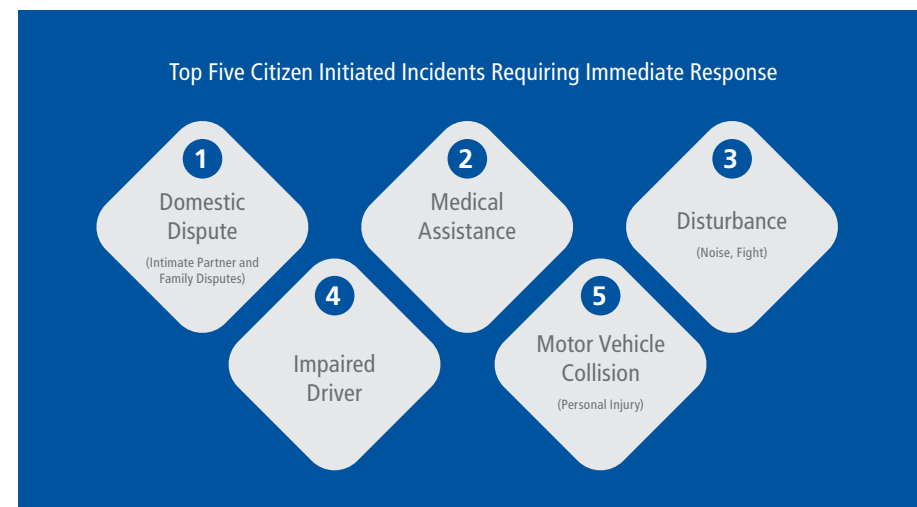 Top Five Citizen Initiated Incidents Requiring Immediate Response
1
Domestic
Dispute
(Intimate Partner and
Family Disputes)
2
Medical
Assistance
3
Disturbance
(Noise, Fight)
4
Impaired
Driver
5
Motor Vehicle
Collision
(Personal Injury)